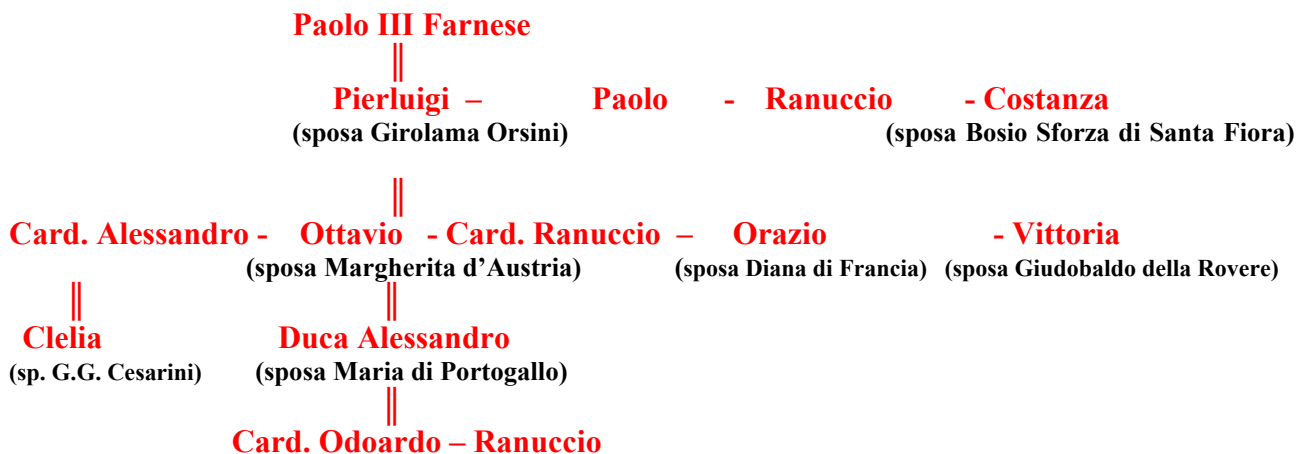 Paolo III Farnese
Pierluigi – Paolo - Ranuccio - Costanza
(sposa Girolama Orsini) (sposa Bosio Sforza di Santa Fiora)
Card. Alessandro - Ottavio - Card. Ranuccio – Orazio - Vittoria
(sposa Margherita d’Austria) (sposa Diana di Francia) (sposa Giudobaldo della Rovere)
Clelia Duca Alessandro
(sp. G.G. Cesarini) (sposa Maria di Portogallo)
Card. Odoardo – Ranuccio